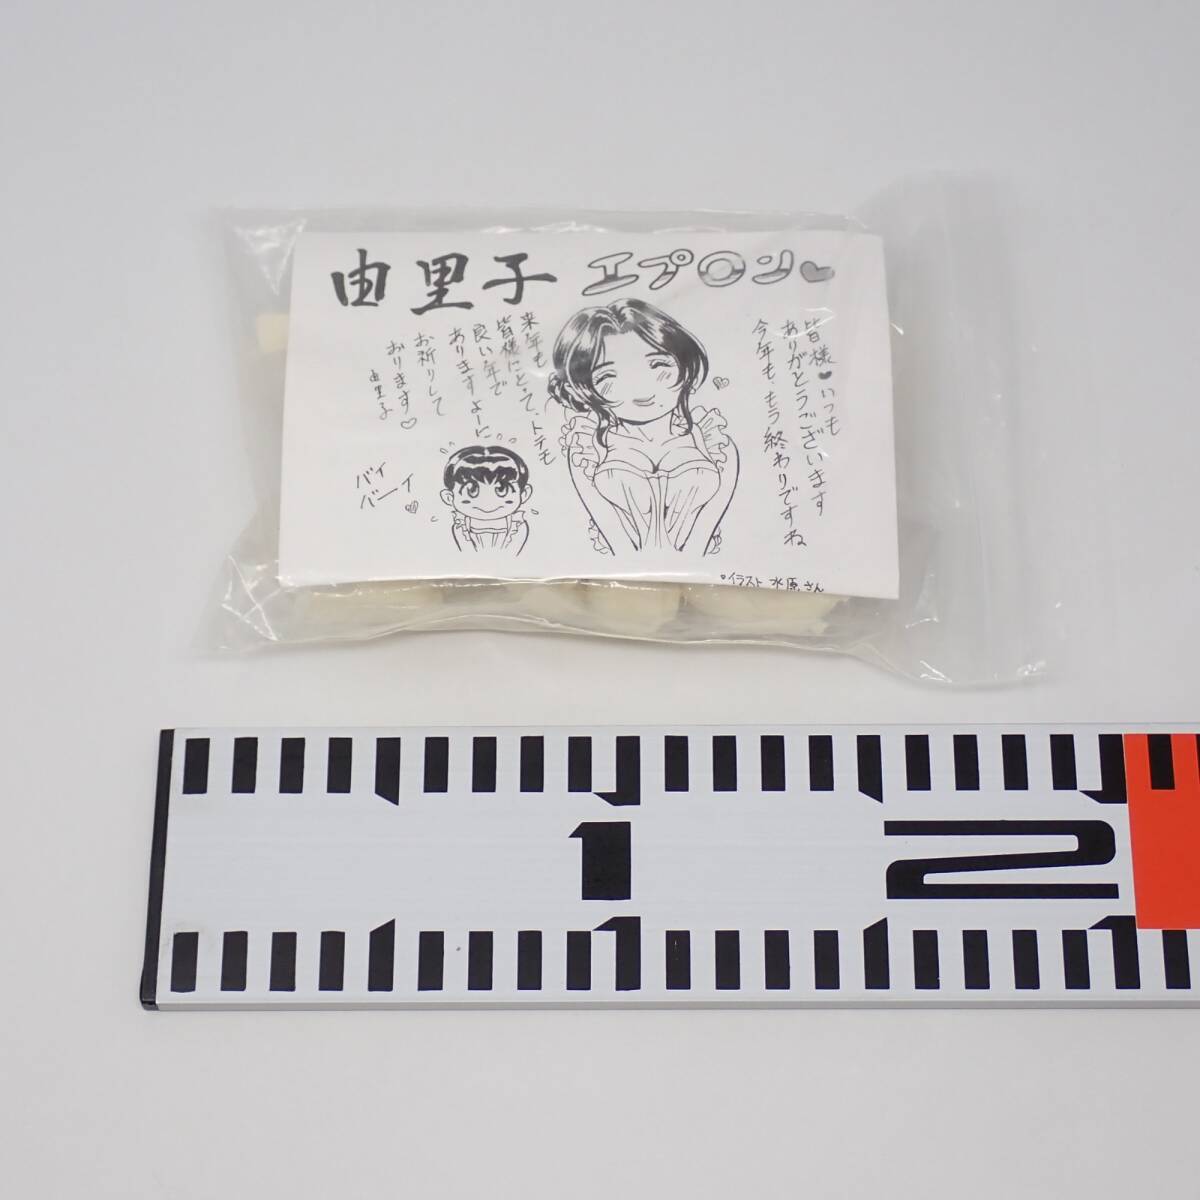 由里子 エプロン♥
皆様♥いつも
ありがとうございます
今年も、もう終わりですね
来年も
皆様にとって、トテも
良い年で
ありますよーに
お祈りして
おります♡
由里子
バイ
バーイ
°イラスト 水原さん
1
2